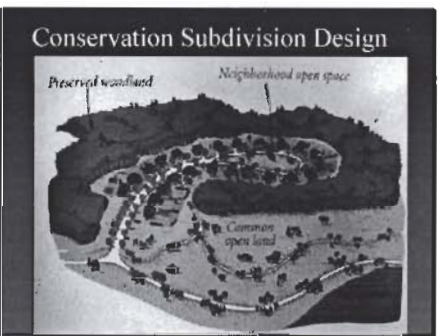 Conservation Subdivision Design
Preserved woodland
Neighborhood open space
Common
open land